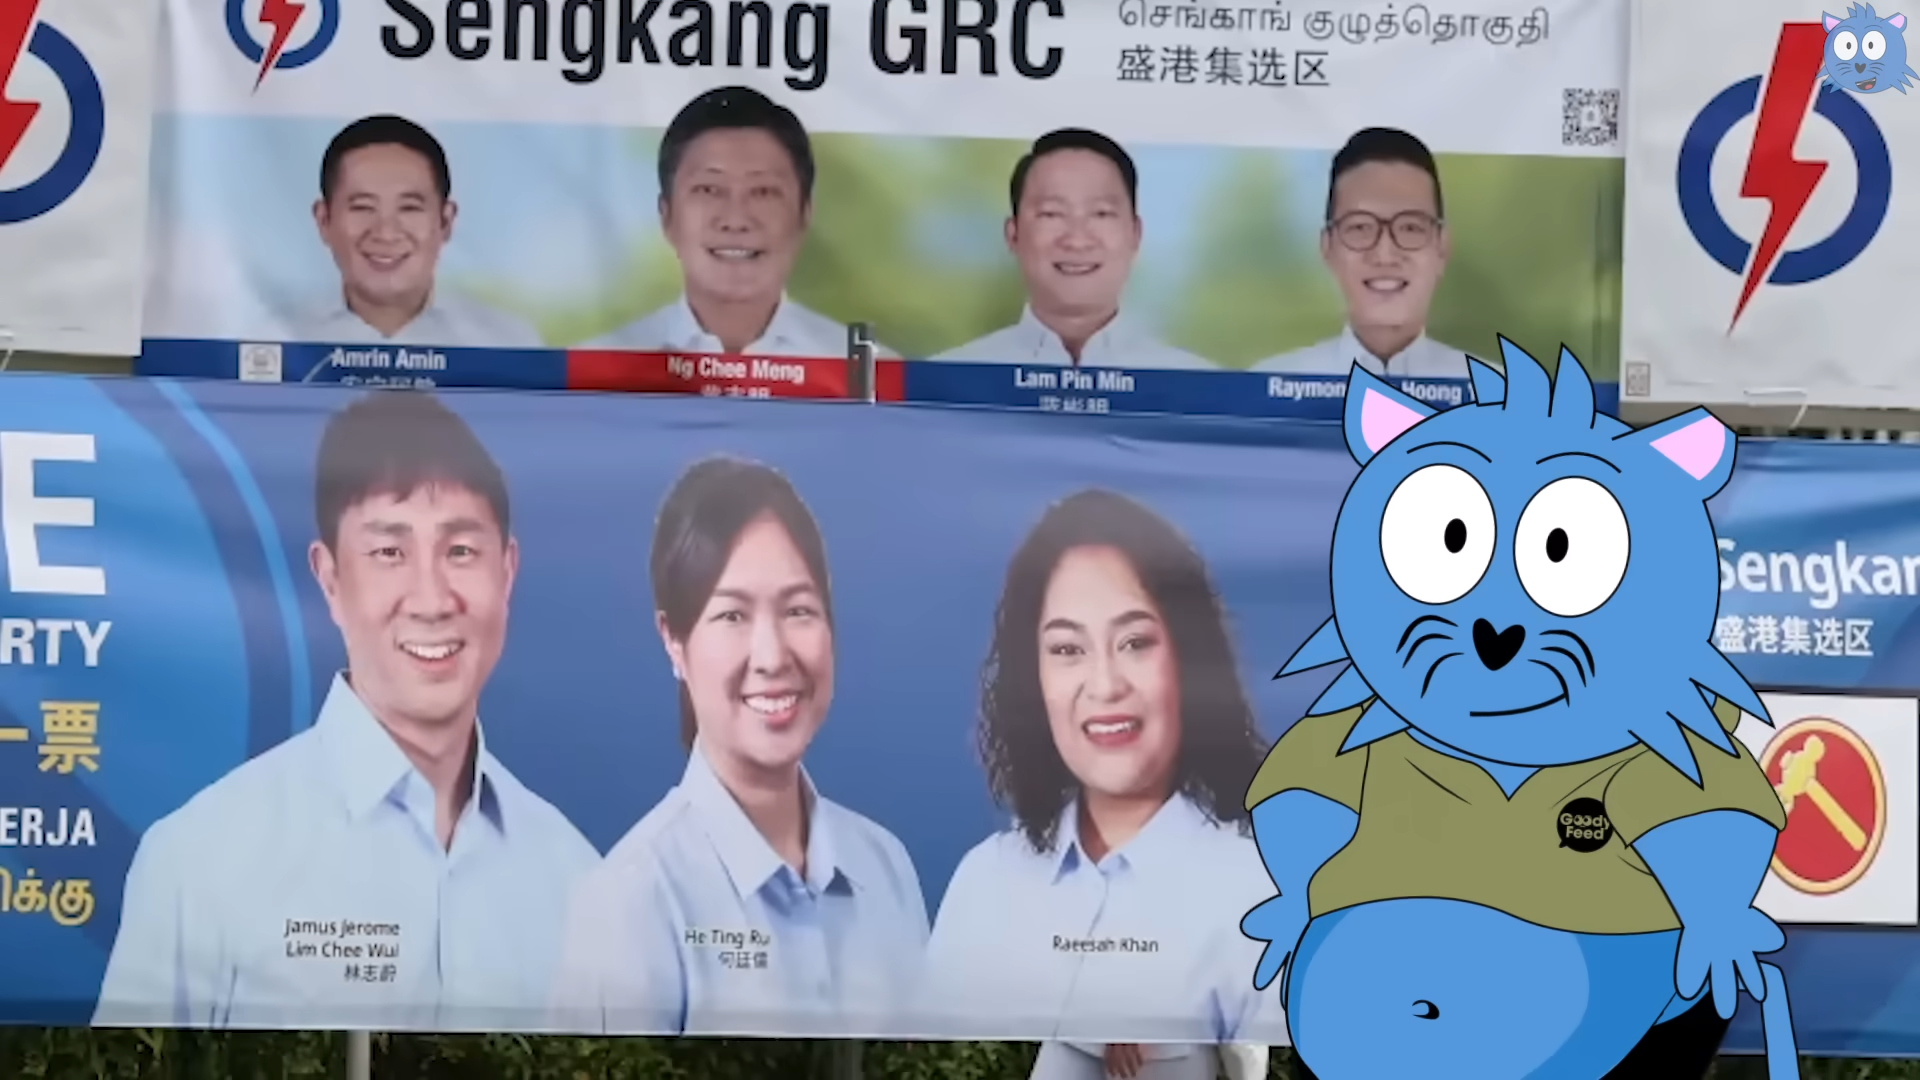 Sengkang GRC
செங்காங் குழுத்தொகுதி
盛港集选区
Amrin Amin
Ng Chee Meng
Lam Pin Min
Raymon
Hoong
E
RTY
一票
ERJA
க்கு
Jamus Jerome
Lim Chee Wui
林志蔚
He Ting Ru
何廷儒
Raeesah Khan
Sengkan
盛港集选区
Goody
Feed